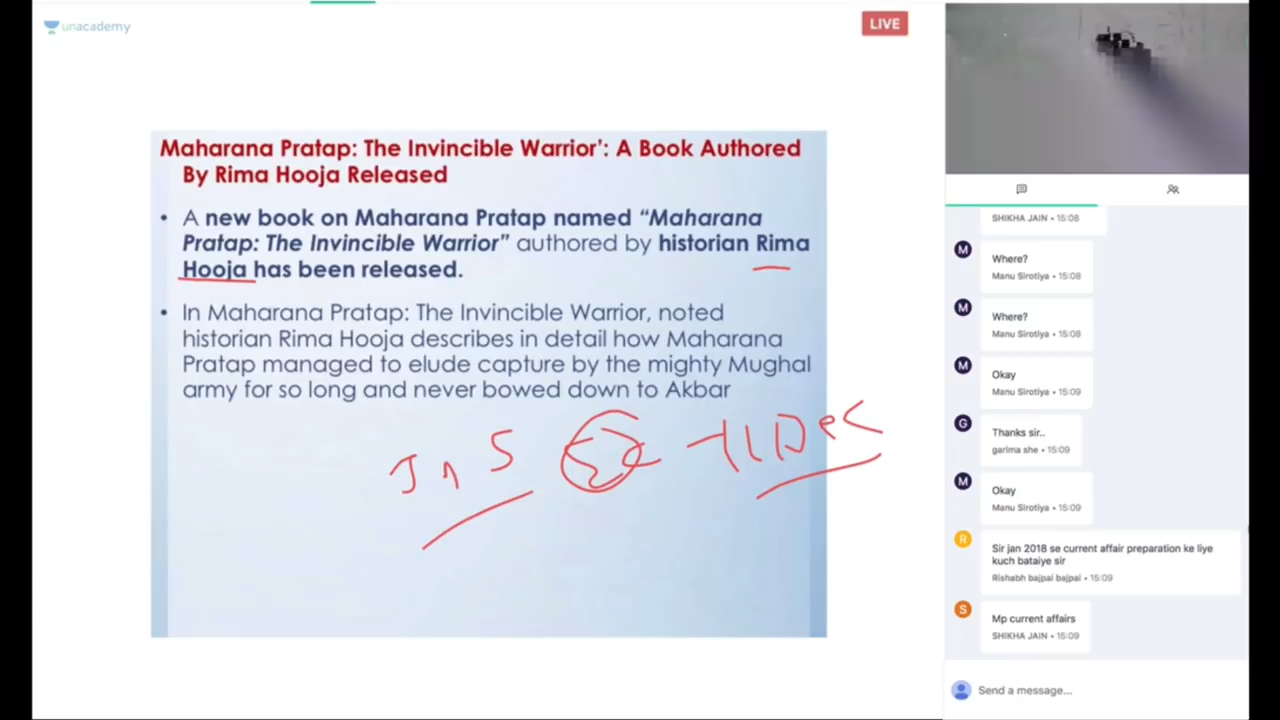 unacademy
LIVE
Maharana Pratap: The Invincible Warrior’: A Book Authored
By Rima Hooja Released
• A new book on Maharana Pratap named “Maharana
Pratap: The Invincible Warrior” authored by historian Rima
Hooja has been released.
• In Maharana Pratap: The Invincible Warrior, noted
historian Rima Hooja describes in detail how Maharana
Pratap managed to elude capture by the mighty Mughal
army for so long and never bowed down to Akbar
SHIKHA JAIN • 15:08
M
Where?
Manu Sirotiya • 15:08
M
Where?
Manu Sirotiya • 15:08
M
Okay
Manu Sirotiya • 15:09
G
Thanks sir..
garima she • 15:09
M
Okay
Manu Sirotiya • 15:09
R
Sir jan 2018 se current affair preparation ke liye
kuch bataiye sir
Rishabh bajpai bajpai • 15:09
S
Mp current affairs
SHIKHA JAIN • 15:09
Send a message...